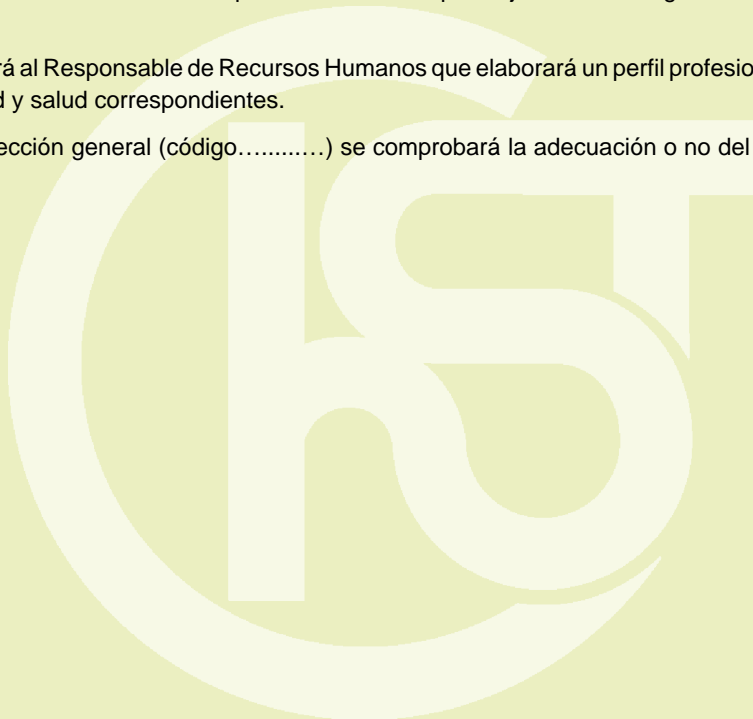 rá al Responsable de Recursos Humanos que elaborará un perfil profesio
d y salud correspondientes.
ección general (código….......…) se comprobará la adecuación o no del